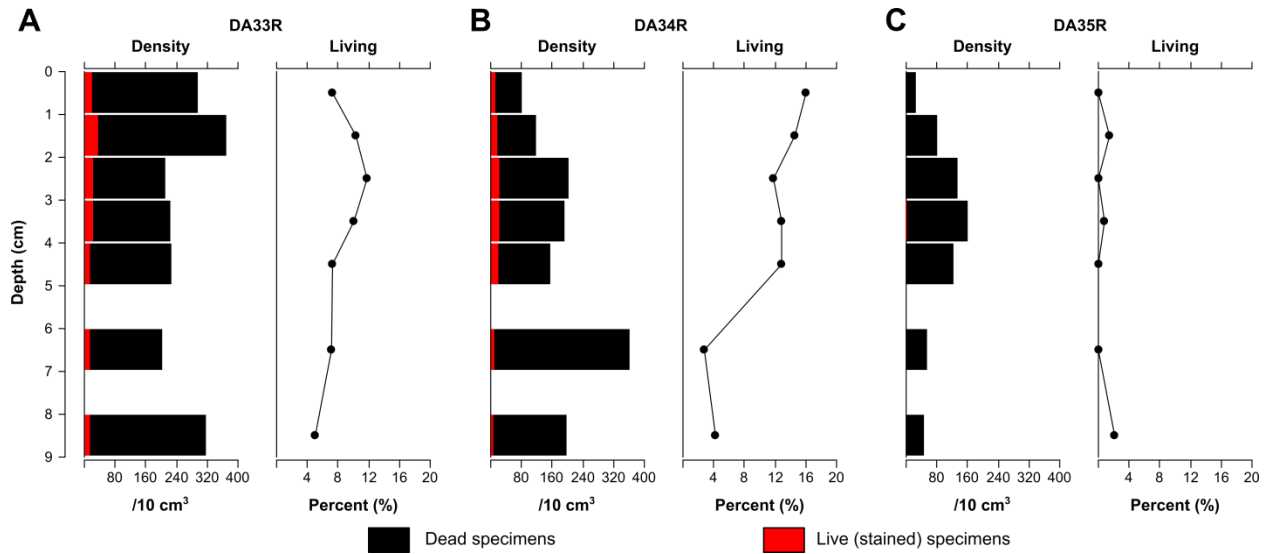 A
DA33R
B
DA34R
C
DA35R
Density
Living
Density
Living
Density
Living
Depth (cm)
0
1
2
3
4
5
6
7
8
9
80 160 240 320 400
4 8 12 16 20
80 160 240 320 400
4 8 12 16 20
80 160 240 320 400
4 8 12 16 20
/10 cm³
Percent (%)
/10 cm³
Percent (%)
/10 cm³
Percent (%)
Dead specimens
Live (stained) specimens